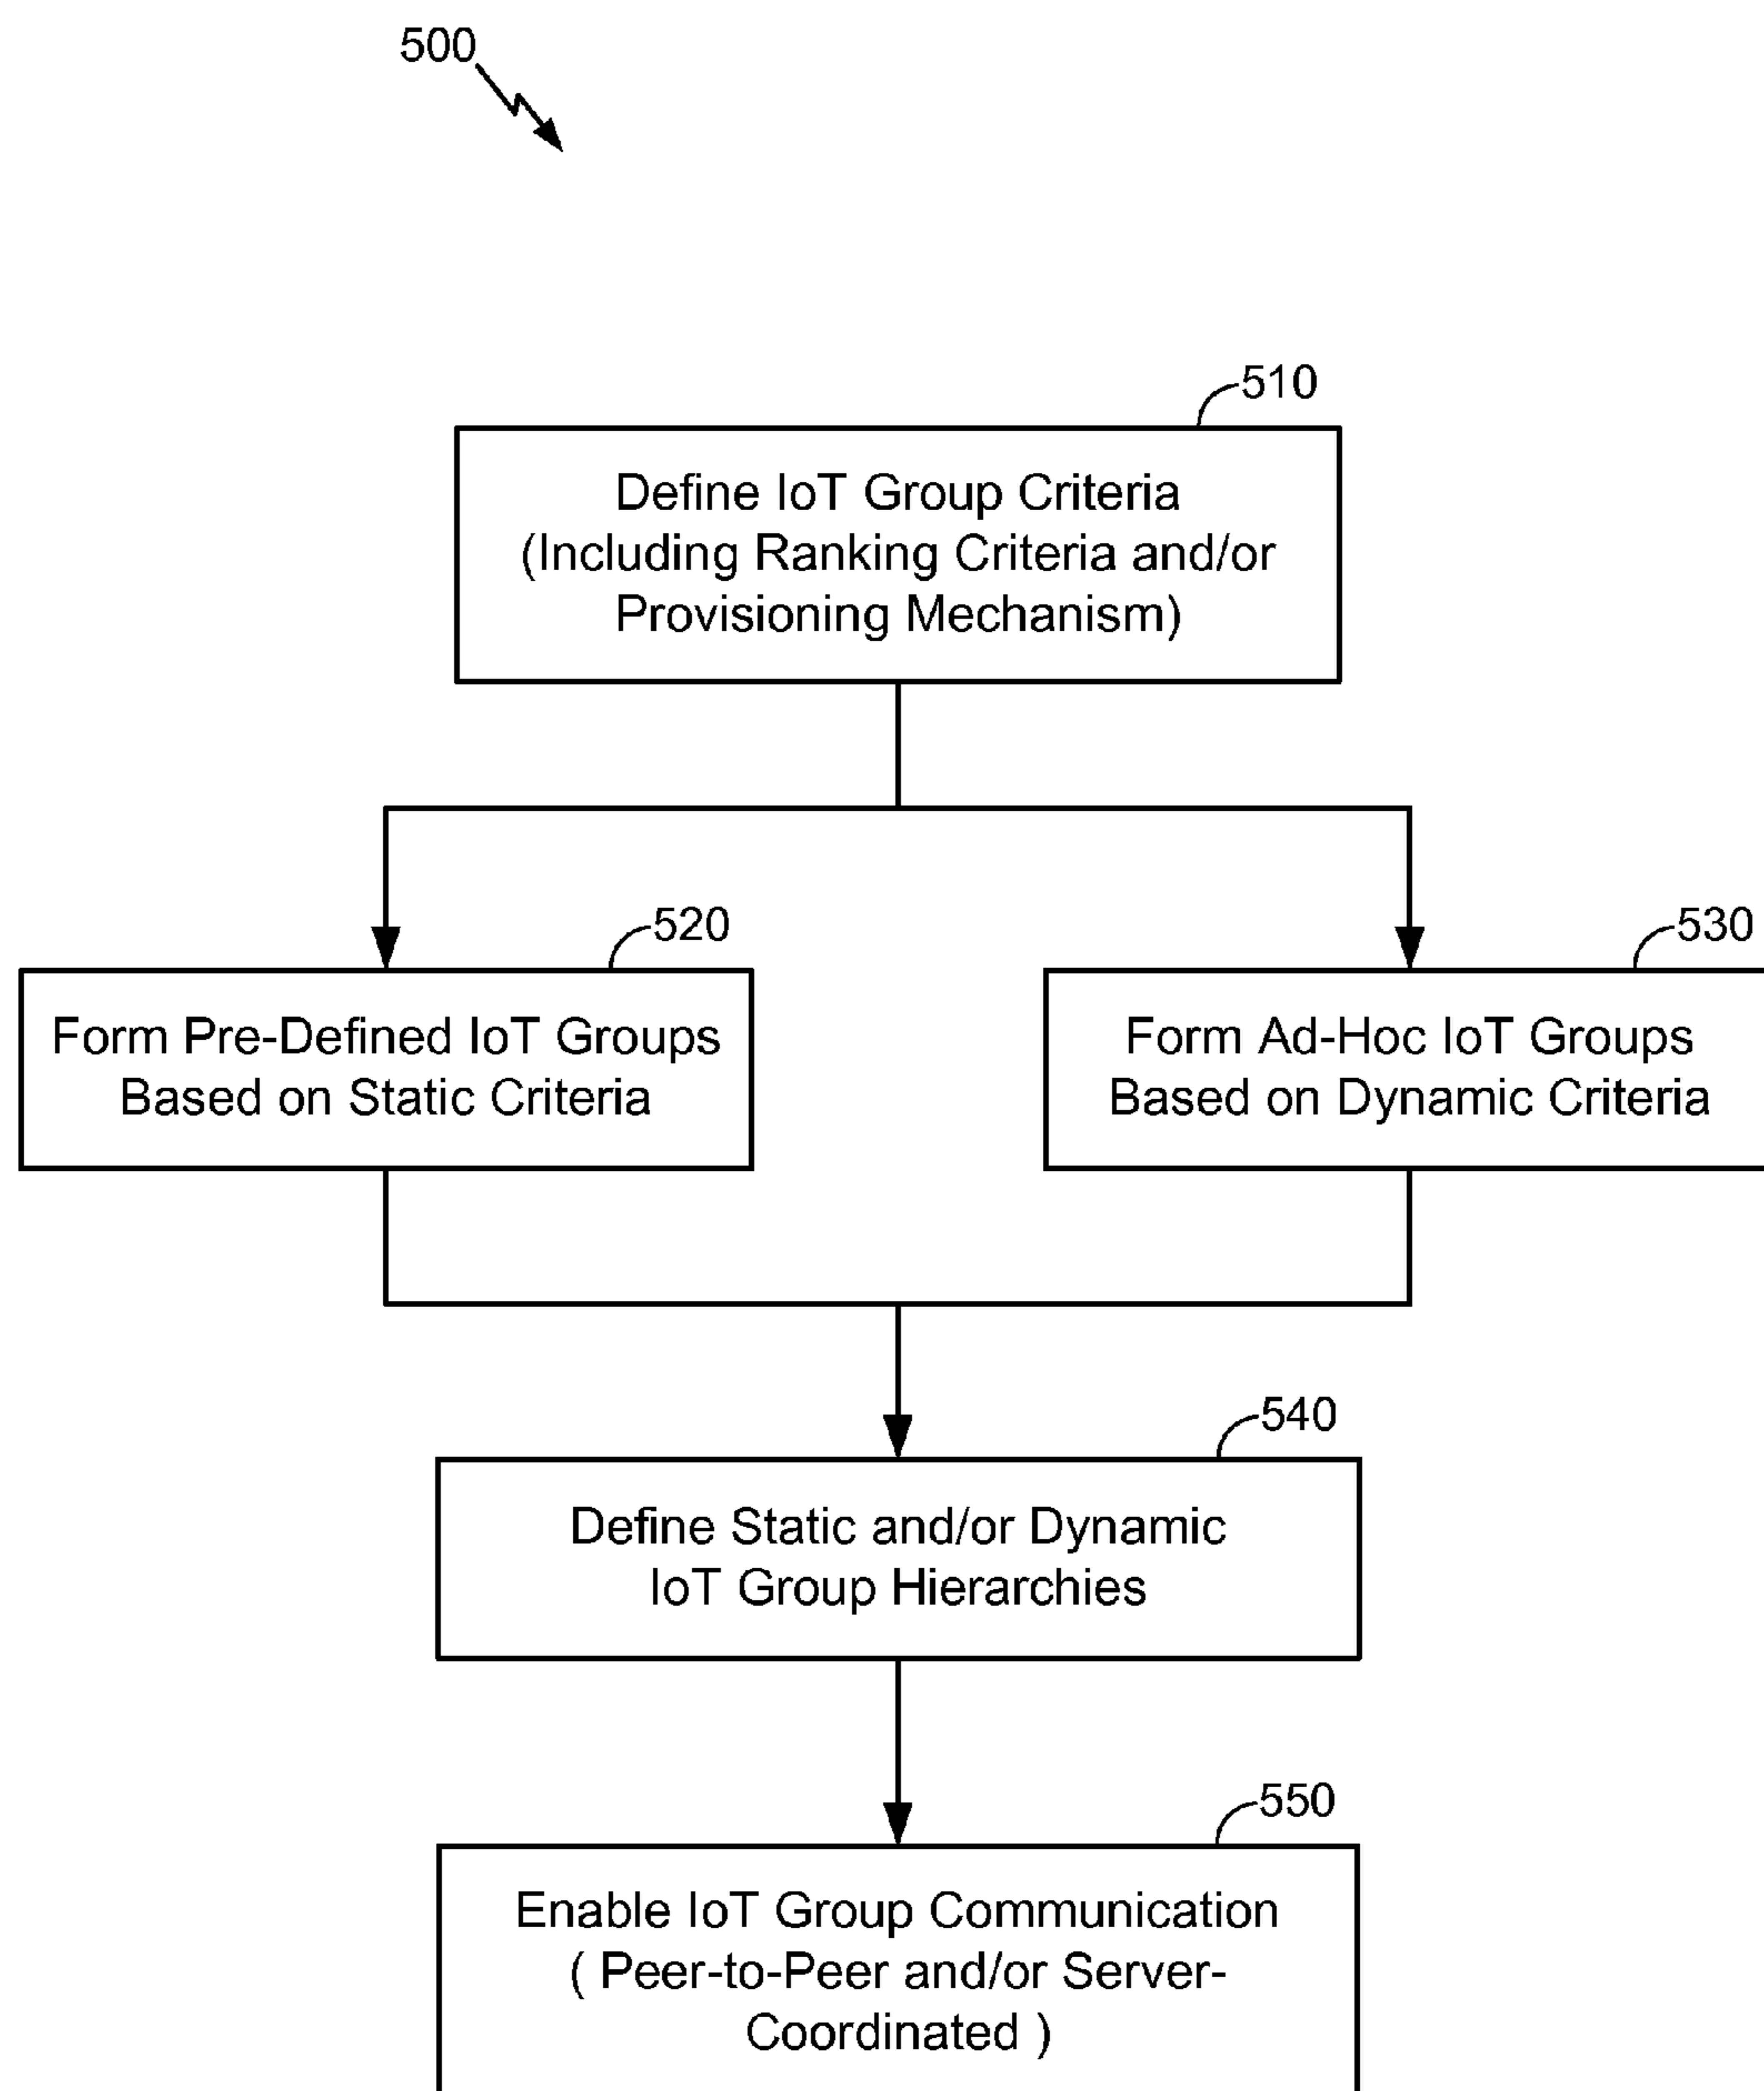 500
510
Define IoT Group Criteria
(Including Ranking Criteria and/or
Provisioning Mechanism)
520
530
Form Pre-Defined IoT Groups
Based on Static Criteria
Form Ad-Hoc IoT Groups
Based on Dynamic Criteria
540
Define Static and/or Dynamic
IoT Group Hierarchies
550
Enable IoT Group Communication
( Peer-to-Peer and/or Server-
Coordinated )